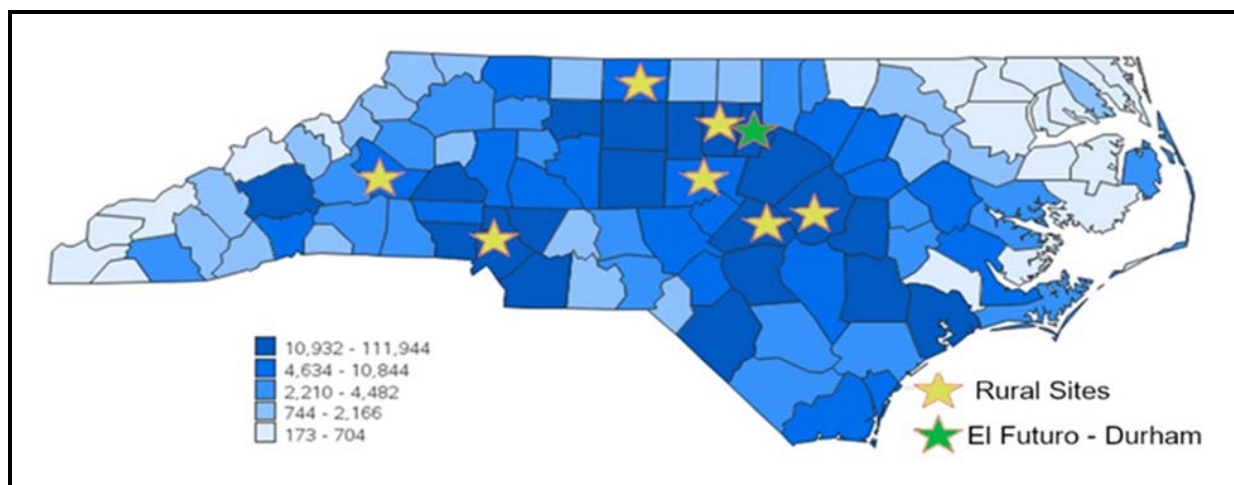 10,932 - 111,944
4,634 - 10,844
2,210 - 4,482
744 - 2,166
173 - 704
Rural Sites
El Futuro - Durham